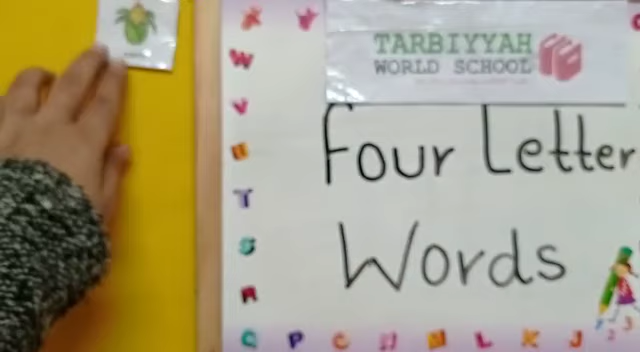 TARBIYYAH
WORLD SCHOOL
Four Letter
Words
W
V
T
S
R
Q P O N M L K J